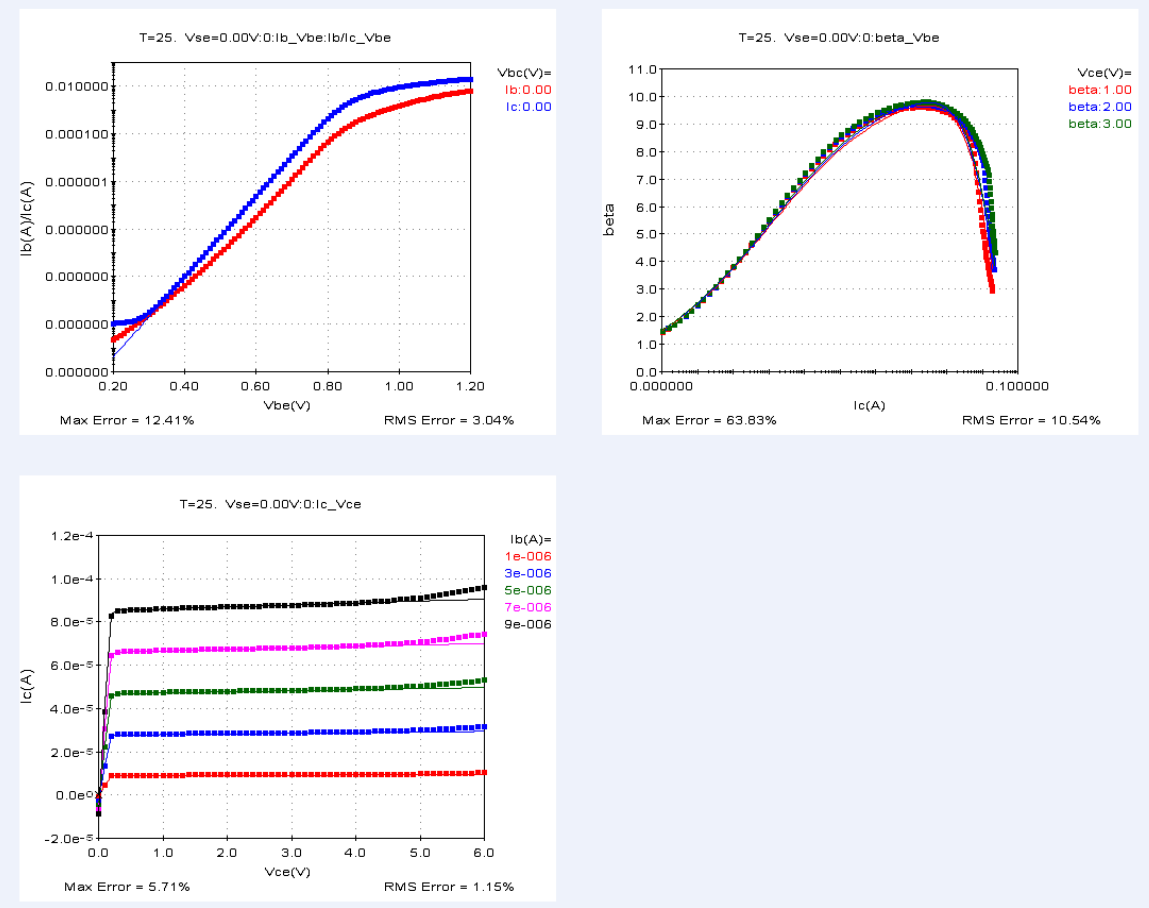 T=25. Vse=0.00V:0:Ib_Vbe:Ib/Ic_Vbe
Vbc(V)=
Ib:0.00
Ic:0.00
0.010000
0.000100
0.000001
0.000000
0.000000
0.000000
0.000000
Ib(A)/Ic(A)
0.20 0.40 0.60 0.80 1.00 1.20
Vbe(V)
Max Error = 12.41% RMS Error = 3.04%
T=25. Vse=0.00V:0:beta_Vbe
Vce(V)=
beta:1.00
beta:2.00
beta:3.00
11.0
10.0
9.0
8.0
7.0
6.0
5.0
4.0
3.0
2.0
1.0
0.0
beta
0.000000 0.100000
Ic(A)
Max Error = 63.83% RMS Error = 10.54%
T=25. Vse=0.00V:0:Ic_Vce
Ib(A)=
1e-006
3e-006
5e-006
7e-006
9e-006
1.2e-4
1.0e-4
8.0e-5
6.0e-5
4.0e-5
2.0e-5
0.0e0
-2.0e-5
Ic(A)
0.0 1.0 2.0 3.0 4.0 5.0 6.0
Vce(V)
Max Error = 5.71% RMS Error = 1.15%